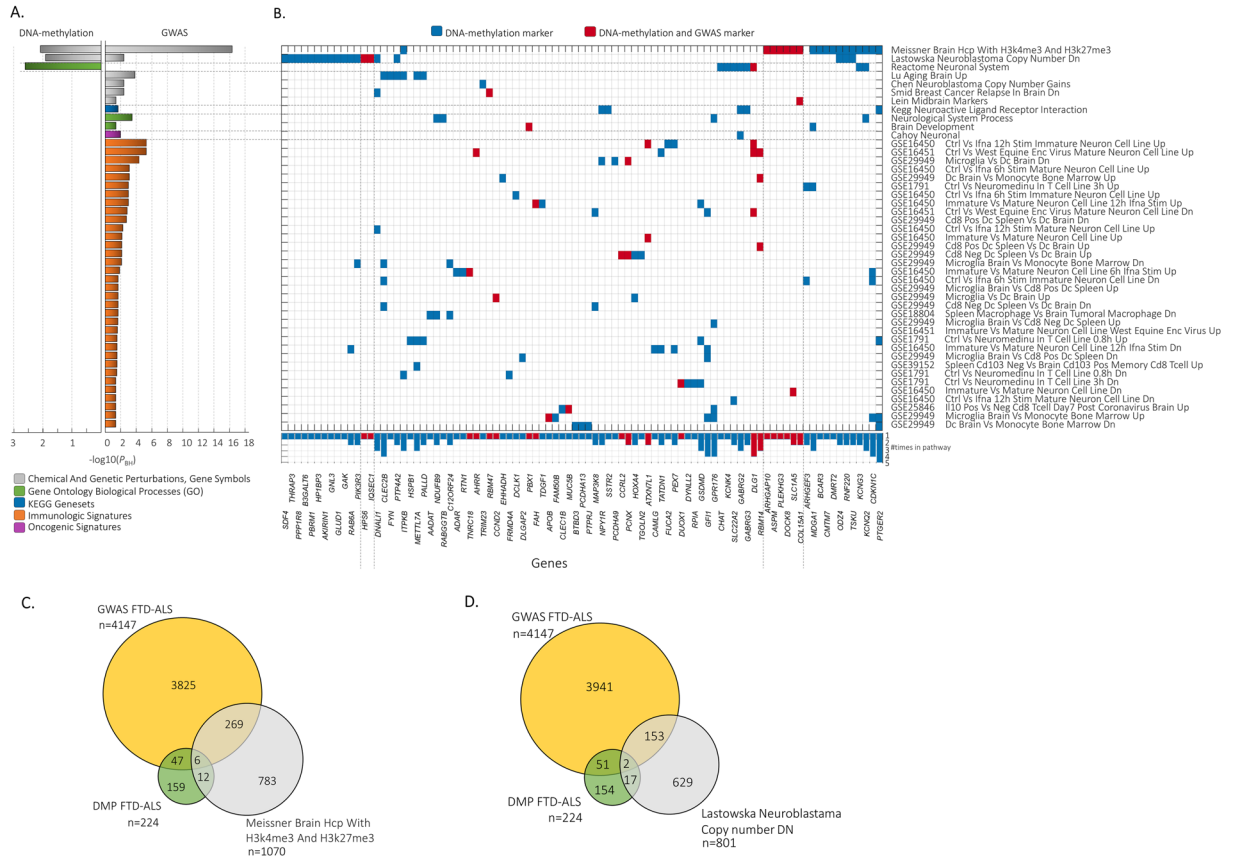 A.
DNA-methylation
GWAS
3 2 1 0 0 2 4 6 8 10 12 14 16 18
-log10(PBH)
Chemical And Genetic Perturbations, Gene Symbols
Gene Ontology Biological Processes (GO)
KEGG Genesets
Immunologic Signatures
Oncogenic Signatures
B.
DNA-methylation marker
DNA-methylation and GWAS marker
Meissner Brain Hcp With H3k4me3 And H3k27me3
Lastowska Neuroblastoma Copy Number Dn
Reactome Neuronal System
Lu Aging Brain Up
Chen Neuroblastoma Copy Number Gains
Smid Breast Cancer Relapse In Brain Dn
Lein Midbrain Markers
Kegg Neuroactive Ligand Receptor Interaction
Neurological System Process
Brain Development
Cahoy Neuronal
GSE16450 Ctrl Vs Ifna 12h Stim Immature Neuron Cell Line Up
GSE16451 Ctrl Vs West Equine Enc Virus Mature Neuron Cell Line Up
GSE29949 Microglia Vs Dc Brain Dn
GSE16450 Ctrl Vs Ifna 6h Stim Mature Neuron Cell Line Up
GSE29949 Dc Brain Vs Monocyte Bone Marrow Up
GSE1791 Ctrl Vs Neuromedinu In T Cell Line 3h Up
GSE16450 Ctrl Vs Ifna 6h Stim Immature Neuron Cell Line Up
GSE16450 Immature Vs Mature Neuron Cell Line 12h Ifna Stim Up
GSE16451 Ctrl Vs West Equine Enc Virus Mature Neuron Cell Line Dn
GSE29949 Cd8 Pos Dc Spleen Vs Dc Brain Dn
GSE16450 Ctrl Vs Ifna 12h Stim Mature Neuron Cell Line Up
GSE16450 Immature Vs Mature Neuron Cell Line Up
GSE29949 Cd8 Pos Dc Spleen Vs Dc Brain Up
GSE29949 Cd8 Neg Dc Spleen Vs Dc Brain Up
GSE29949 Microglia Brain Vs Monocyte Bone Marrow Dn
GSE16450 Immature Vs Mature Neuron Cell Line 6h Ifna Stim Up
GSE16450 Ctrl Vs Ifna 6h Stim Immature Neuron Cell Line Dn
GSE29949 Microglia Brain Vs Cd8 Pos Dc Spleen Up
GSE29949 Microglia Vs Dc Brain Up
GSE29949 Cd8 Neg Dc Spleen Vs Dc Brain Dn
GSE18804 Spleen Macrophage Vs Brain Tumoral Macrophage Dn
GSE29949 Microglia Brain Vs Cd8 Neg Dc Spleen Up
GSE16451 Immature Vs Mature Neuron Cell Line West Equine Enc Virus Up
GSE1791 Ctrl Vs Neuromedinu In T Cell Line 0.8h Up
GSE16450 Immature Vs Mature Neuron Cell Line 12h Ifna Stim Dn
GSE29949 Microglia Brain Vs Cd8 Pos Dc Spleen Dn
GSE39152 Spleen Cd103 Neg Vs Brain Cd103 Pos Memory Cd8 Tcell Up
GSE1791 Ctrl Vs Neuromedinu In T Cell Line 0.8h Dn
GSE1791 Ctrl Vs Neuromedinu In T Cell Line 3h Dn
GSE16450 Immature Vs Mature Neuron Cell Line Dn
GSE16450 Ctrl Vs Ifna 12h Stim Mature Neuron Cell Line Dn
GSE25846 Il10 Pos Vs Neg Cd8 Tcell Day7 Post Coronavirus Brain Up
GSE29949 Microglia Brain Vs Monocyte Bone Marrow Up
GSE29949 Dc Brain Vs Monocyte Bone Marrow Dn
1
2
3
4
5
#times in pathway
THRAP3 B3GALT6 HP1BP3 GNL3 GAK PIK3R3 IQSEC1 CLEC2B PTP4A2 HSPB1 PALLD NDUFB9 C12ORF24 RTN1 AHRR RBM47 EHHADH DCLK1 PBX1 TDGF1 FAM50B MUC5B PCDHA13 MAP3K8 SSTR2 CCRL2 HOXA4 ATXN7L1 TATDN1 PEX7 DYNLL2 GSDMD GPR176 KCNK4 GABRG2 DLG1 ARHGAP10 PLEKHG3 SLC1A5 ARHGEF3 BCAR3 DMRT2 RNF220 KCNG3 CDKN1C
SDF4 PPP1R8 PBRM1 AKIRIN1 GLUD1 RAB6A HPS6 DNALI1 FYN ITPKB METTL7A AADAT RABGGTB ADAR TNRC18 TRIM23 CCND2 FRMD4A DLGAP2 FAH APOB CLEC1B BTBD3 PTPRJ NPY1R PCDHA9 PCNX TGOLN2 CAMLG FUCA2 DUOX1 RPIA GFI1 CHAT SLC22A2 GABRG3 RBM14 ASPM DOCK8 COL15A1 MDGA1 CMTM7 ODZ4 TSKU KCNQ2 PTGER2
Genes
C.
GWAS FTD-ALS
n=4147
3825
269
47
6
12
159
783
DMP FTD-ALS
n=224
Meissner Brain Hcp With
H3k4me3 And H3k27me3
n=1070
D.
GWAS FTD-ALS
n=4147
3941
153
51
2
17
154
629
DMP FTD-ALS
n=224
Lastowska Neuroblastama
Copy number DN
n=801